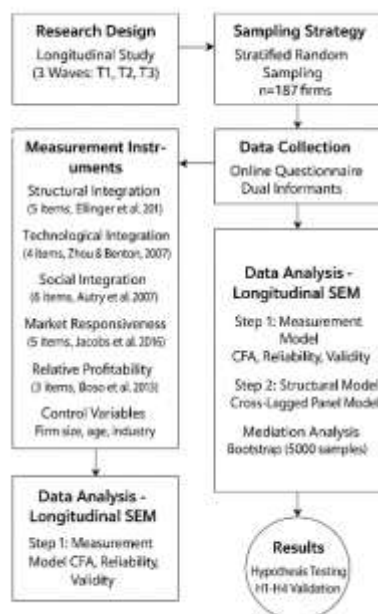 Research Design
Longitudinal Study
(3 Waves: T1, T2, T3)
Sampling Strategy
Stratified Random
Sampling
n=187 firms
Data Collection
Online Questionnaire
Dual Informants
Measurement Instr-
uments
Structural Integration
(5 items, Ellinger et al. 201)
Technological Integration
(4 items, Zhou & Benton, 2007)
Social Integration
(6 items, Autry et al. 2007)
Market Responsiveness
(5 items, Jacobs et al. 2016)
Relative Profitability
(3 items, Boso et al. 2013)
Control Variables
Firm size, age, industry
Data Analysis -
Longitudinal SEM
Step 1: Measurement
Model CFA, Reliability,
Validity
Data Analysis -
Longitudinal SEM
Step 1: Measurement
Model
CFA, Reliability, Validity
Step 2: Structural Model
Cross-Lagged Panel Model
Mediation Analysis
Bootstrap (5000 samples)
Results
Hypothesis Testing
H1-H4 Validation